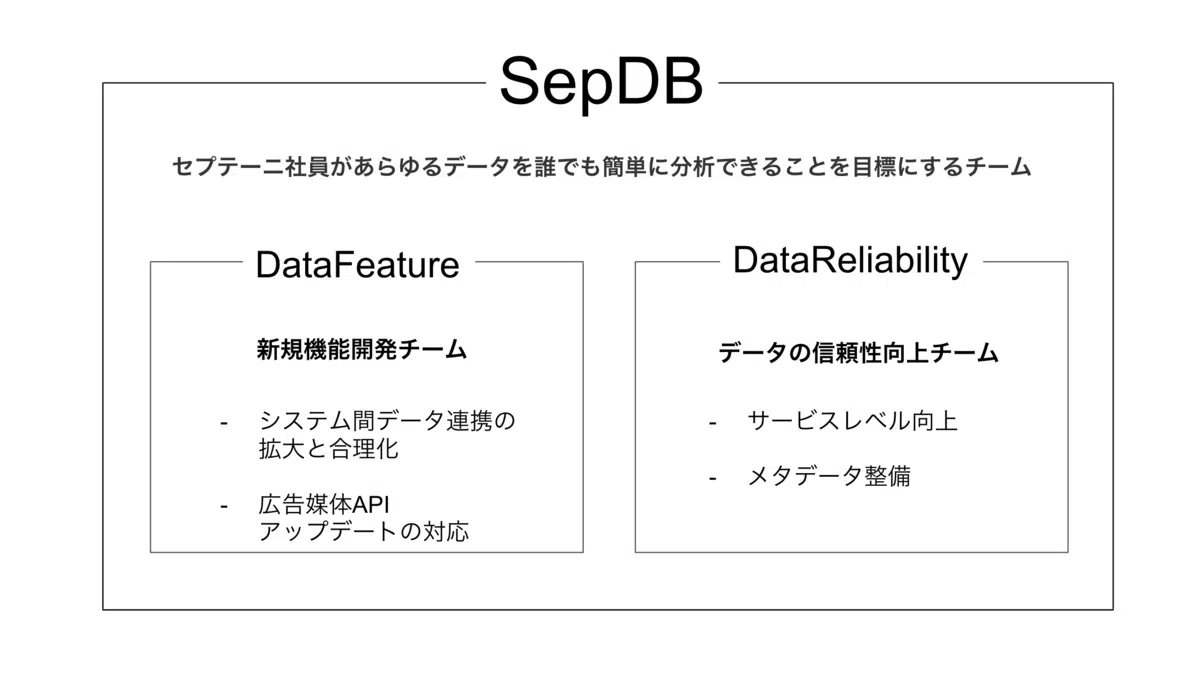 SepDB
セプテーニ社員があらゆるデータを誰でも簡単に分析できることを目標にするチーム
DataFeature
新規機能開発チーム
- システム間データ連携の
拡大と合理化
- 広告媒体API
アップデートの対応
DataReliability
データの信頼性向上チーム
- サービスレベル向上
- メタデータ整備